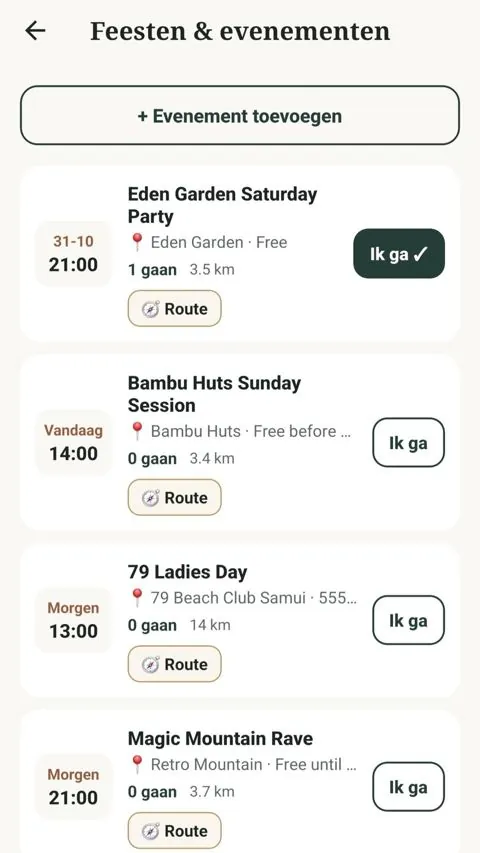 Feesten & evenementen
+ Evenement toevoegen
31-10
21:00
Eden Garden Saturday
Party
📍 Eden Garden · Free
1 gaan 3.5 km
🧭 Route
Ik ga ✓
Vandaag
14:00
Bambu Huts Sunday
Session
📍 Bambu Huts · Free before ...
0 gaan 3.4 km
🧭 Route
Ik ga
Morgen
13:00
79 Ladies Day
📍 79 Beach Club Samui · 555...
0 gaan 14 km
🧭 Route
Ik ga
Morgen
21:00
Magic Mountain Rave
📍 Retro Mountain · Free until ...
0 gaan 3.7 km
🧭 Route
Ik ga